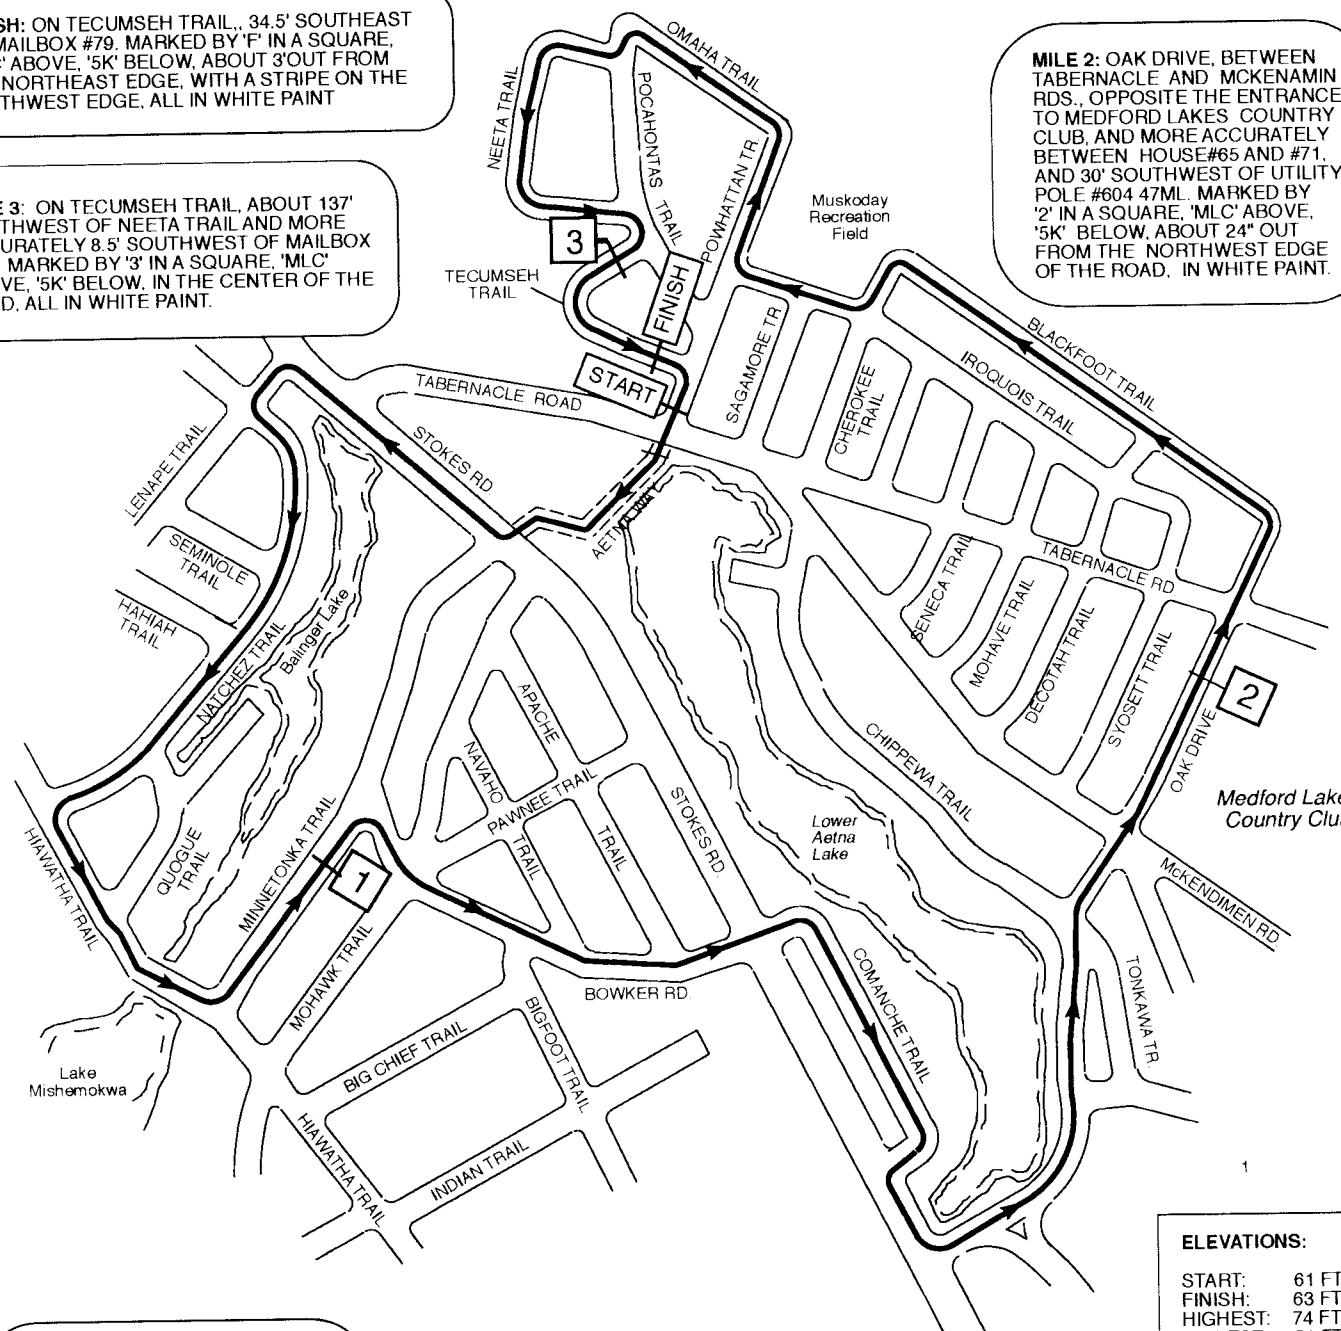 SH: ON TECUMSEH TRAIL,, 34.5' SOUTHEAST
MAILBOX #79. MARKED BY 'F' IN A SQUARE,
' ABOVE, '5K' BELOW, ABOUT 3'OUT FROM
NORTHEAST EDGE, WITH A STRIPE ON THE
THWEST EDGE, ALL IN WHITE PAINT
E 3: ON TECUMSEH TRAIL, ABOUT 137'
THWEST OF NEETA TRAIL AND MORE
URATELY 8.5' SOUTHWEST OF MAILBOX
MARKED BY '3' IN A SQUARE, 'MLC'
VE, '5K' BELOW, IN THE CENTER OF THE
D, ALL IN WHITE PAINT.
MILE 2: OAK DRIVE, BETWEEN
TABERNACLE AND MCKENAMIN
RDS., OPPOSITE THE ENTRANCE
TO MEDFORD LAKES COUNTRY
CLUB, AND MORE ACCURATELY
BETWEEN HOUSE#65 AND #71,
AND 30' SOUTHWEST OF UTILITY
POLE #604 47ML. MARKED BY
'2' IN A SQUARE, 'MLC' ABOVE,
'5K' BELOW, ABOUT 24" OUT
FROM THE NORTHWEST EDGE
OF THE ROAD, IN WHITE PAINT.
OMAHA TRAIL
NEETA TRAIL
POCAHONTAS TRAIL
POWHATTAN TR.
Muskoday
Recreation
Field
3
TECUMSEH
TRAIL
FINISH
START
SAGAMORE TR.
CHEROKEE
TRAIL
IROQUOIS TRAIL
BLACKFOOT TRAIL
TABERNACLE ROAD
STOKES RD
LENAPE TRAIL
AETNA WAY
SEMINOLE
TRAIL
HAHIAH
TRAIL
NATCHEZ TRAIL
Balinger Lake
TABERNACLE RD
SENECA TRAIL
MOHAVE TRAIL
DECOTAH TRAIL
SYOSETT TRAIL
2
OAK DRIVE
Medford Lake
Country Clu
APACHE
TRAIL
NAVAHO
TRAIL
PAWNEE TRAIL
STOKES RD.
CHIPPEWA TRAIL
Lower
Aetna
Lake
McKENDIMEN RD.
HIAWATHA TRAIL
QUOGUE
TRAIL
MINNETONKA TRAIL
1
MOHAWK TRAIL
BOWKER RD.
COMANCHE TRAIL
TONKAWA TR.
BIG CHIEF TRAIL
BIGFOOT TRAIL
Lake
Mishemokwa
HIAWATHA TRAIL
INDIAN TRAIL
1
ELEVATIONS:
START: 61 FT
FINISH: 63 FT
HIGHEST: 74 FT